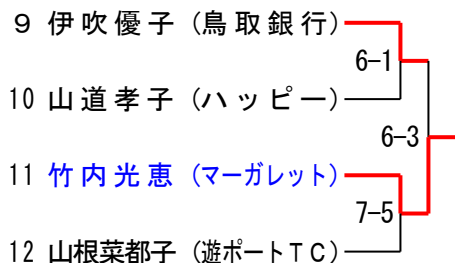 9 伊吹優子 (鳥取銀行)
6-1
10 山道孝子 (ハッピー)
6-3
11 竹内光恵 (マーガレット)
7-5
12 山根菜都子 (遊ポートTC)